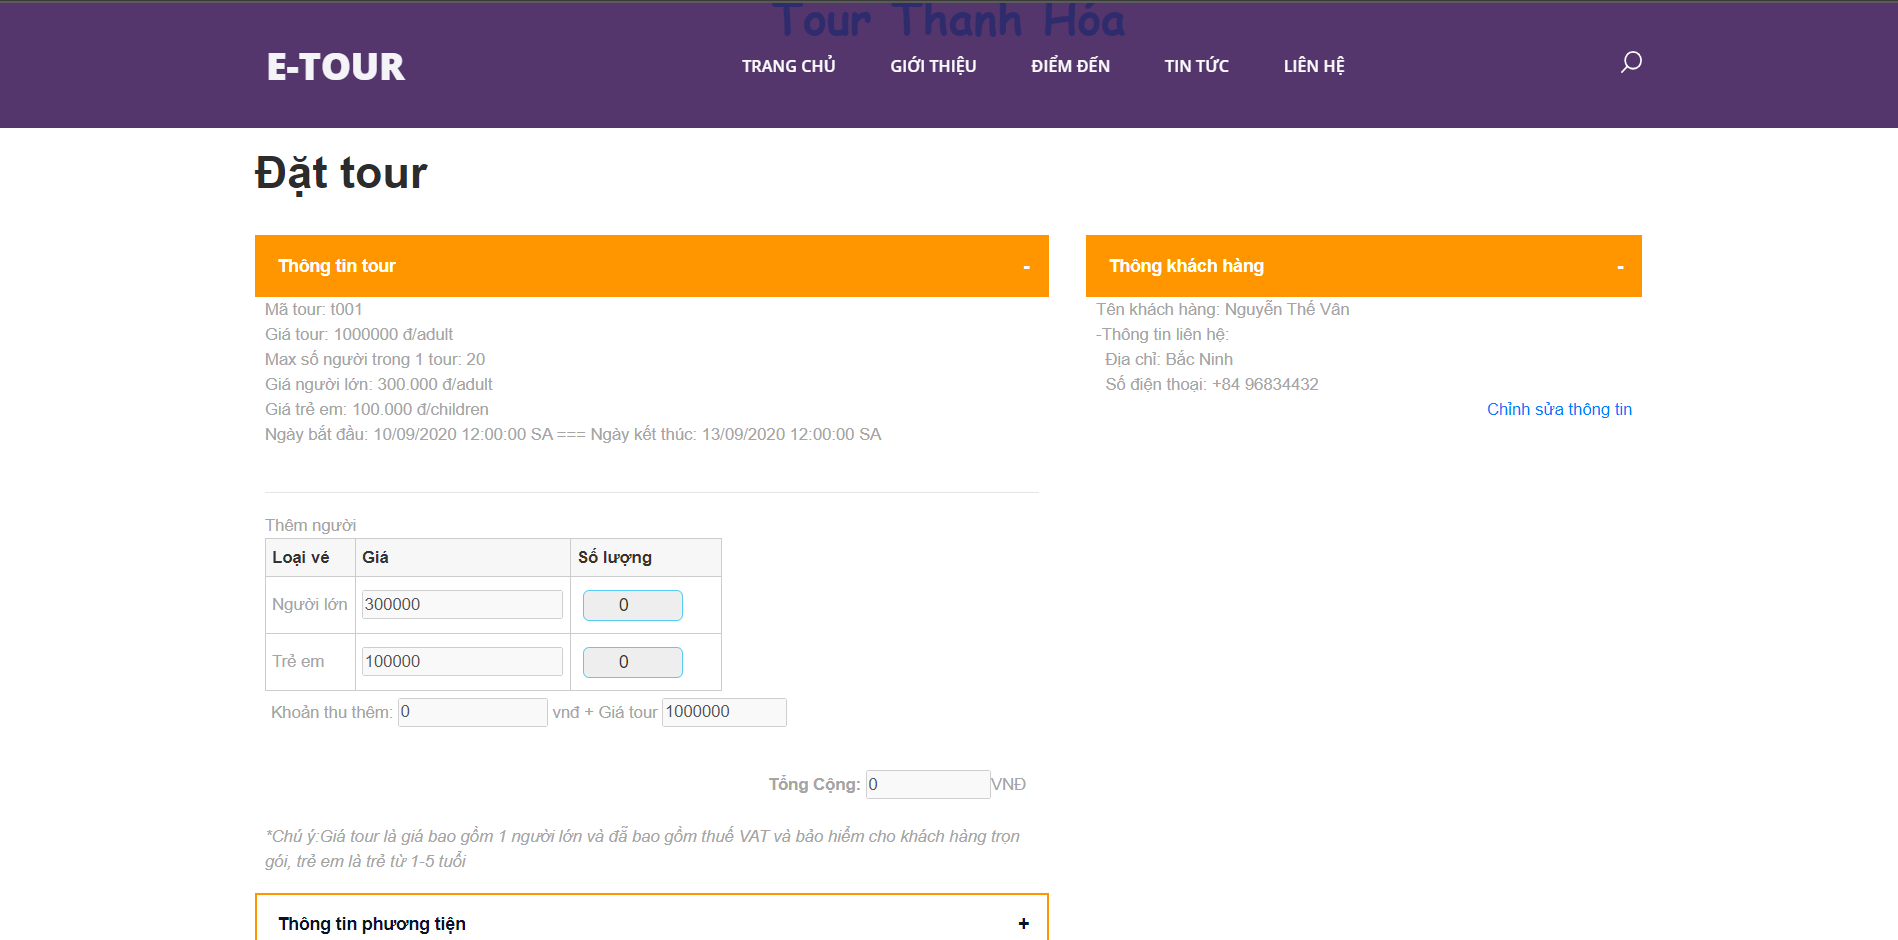 Tour Thanh Hóa
E-TOUR
TRANG CHỦ GIỚI THIỆU ĐIỂM ĐẾN TIN TỨC LIÊN HỆ
Đặt tour
Thông tin tour -
Mã tour: t001
Giá tour: 1000000 đ/adult
Max số người trong 1 tour: 20
Giá người lớn: 300.000 đ/adult
Giá trẻ em: 100.000 đ/children
Ngày bắt đầu: 10/09/2020 12:00:00 SA === Ngày kết thúc: 13/09/2020 12:00:00 SA
Thêm người
Loại vé Giá Số lượng
Người lớn 300000 0
Trẻ em 100000 0
Khoản thu thêm: 0 vnđ + Giá tour 1000000
Tổng Cộng: 0 VNĐ
*Chú ý:Giá tour là giá bao gồm 1 người lớn và đẵ bao gồm thuế VAT và bảo hiểm cho khách hàng trọn
gói, trẻ em là trẻ từ 1-5 tuổi
Thông tin phương tiện +
Thông khách hàng -
Tên khách hàng: Nguyễn Thế Vân
-Thông tin liên hệ:
Địa chỉ: Bắc Ninh
Số điện thoại: +84 96834432
Chỉnh sửa thông tin